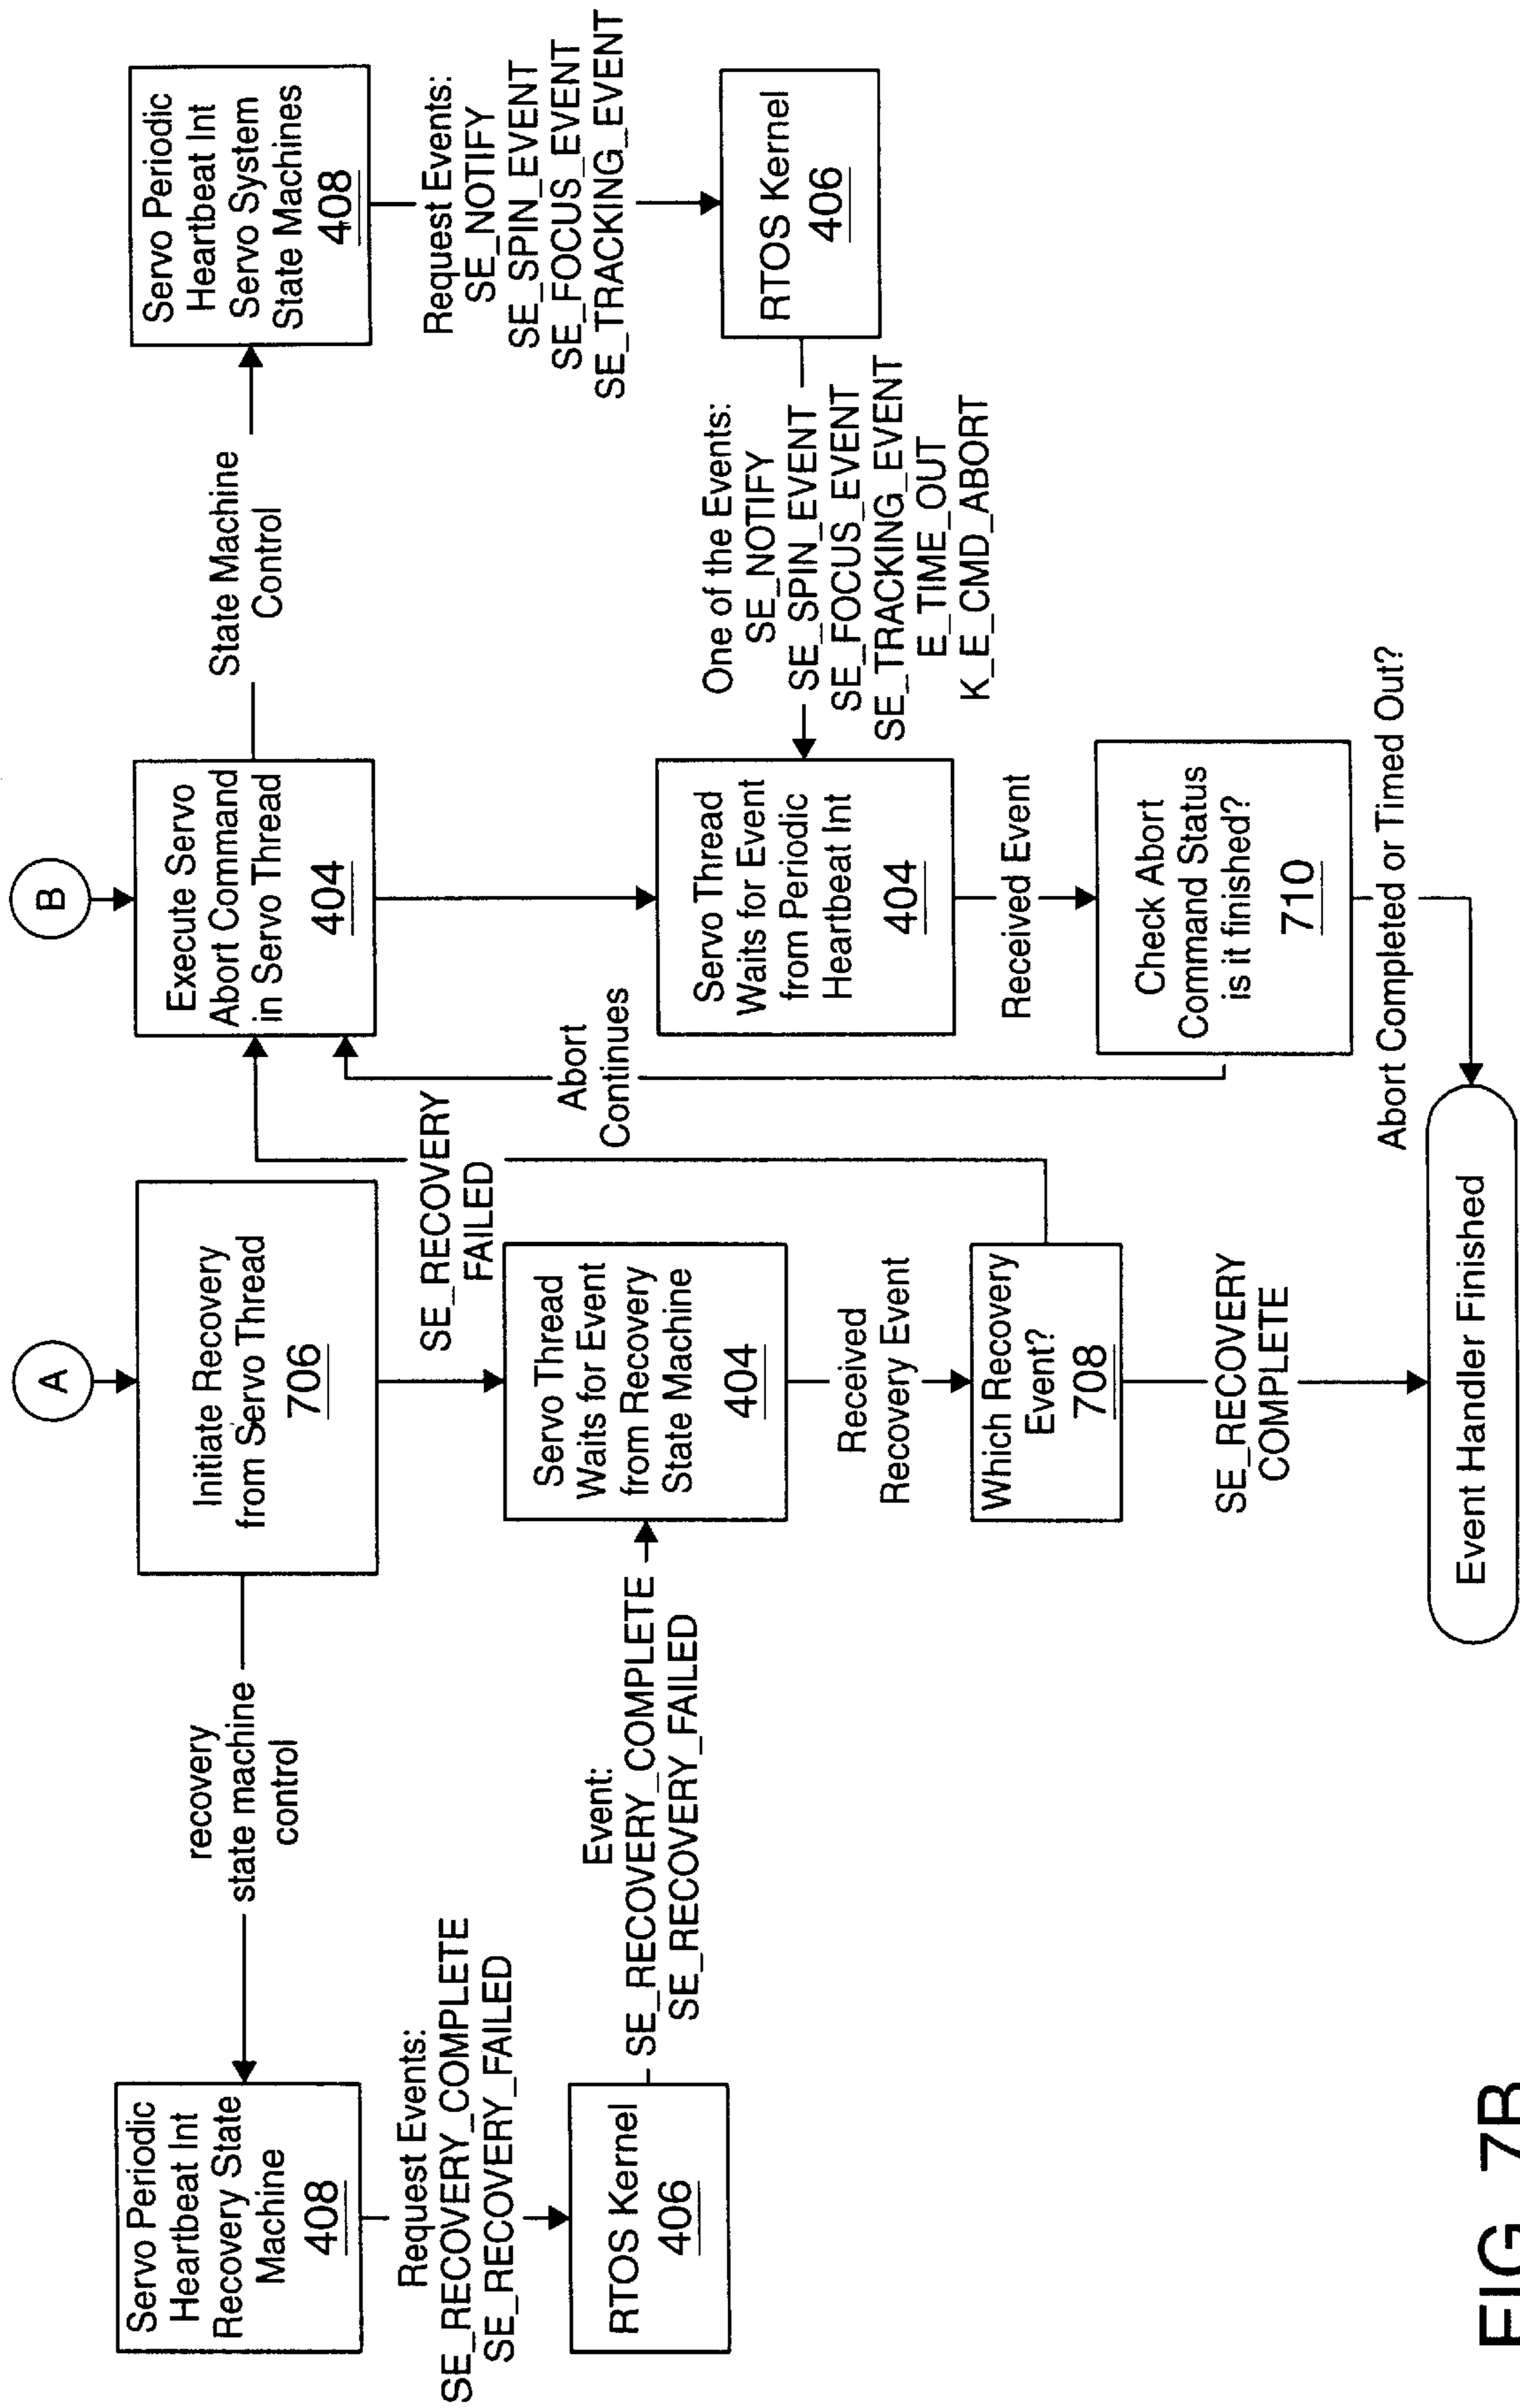 A
B
Servo Periodic
Heartbeat Int
Recovery State
Machine
408
recovery
state machine
control
Initiate Recovery
from Servo Thread
706
Execute Servo
Abort Command
in Servo Thread
404
State Machine
Control
Servo Periodic
Heartbeat Int
Servo System
State Machines
408
Request Events:
SE_RECOVERY_COMPLETE
SE_RECOVERY_FAILED
SE_RECOVERY
FAILED
Abort
Continues
Request Events:
SE_NOTIFY
SE_SPIN_EVENT
SE_FOCUS_EVENT
SE_TRACKING_EVENT
RTOS Kernel
406
Event:
SE_RECOVERY_COMPLETE
SE_RECOVERY_FAILED
Servo Thread
Waits for Event
from Recovery
State Machine
404
Servo Thread
Waits for Event
from Periodic
Heartbeat Int
404
One of the Events:
SE_NOTIFY
SE_SPIN_EVENT
SE_FOCUS_EVENT
SE_TRACKING_EVENT
E_TIME_OUT
K_E_CMD_ABORT
RTOS Kernel
406
Received
Recovery Event
Received Event
Which Recovery
Event?
708
Check Abort
Command Status
is it finished?
710
SE_RECOVERY
COMPLETE
Abort Completed or Timed Out?
Event Handler Finished
FIG. 7B